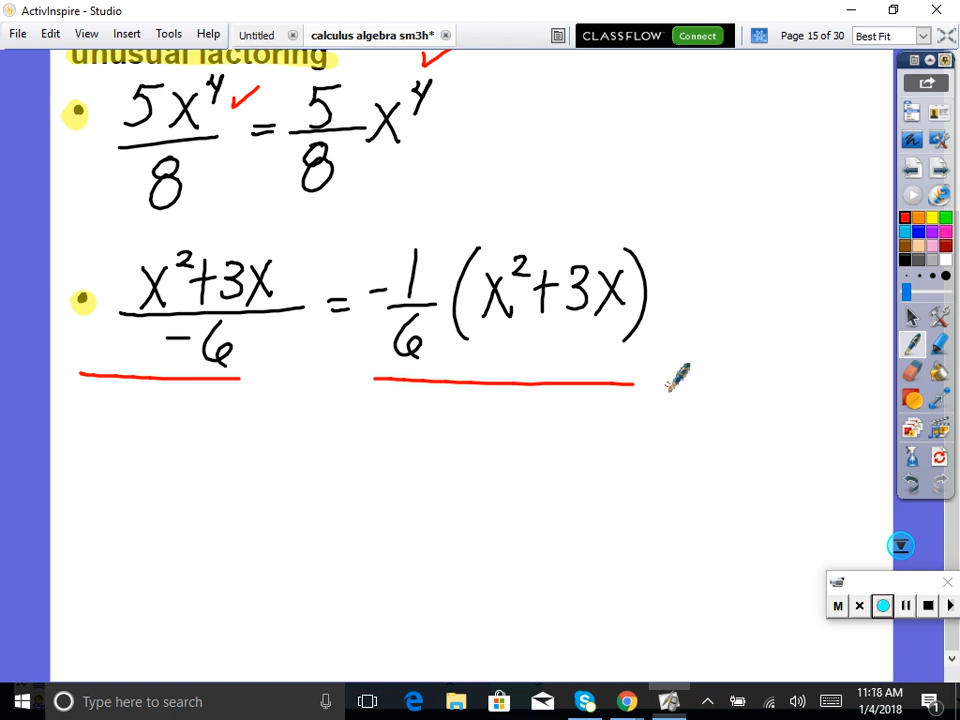 ActivInspire - Studio
File Edit View Insert Tools Help Untitled calculus algebra sm3h* CLASSFLOW Connect Page 15 of 30 Best Fit
unusual factoring
5x⁴/8 = 5/8 x⁴
x²+3x/-6 = -1/6 (x²+3x)
M
Type here to search
11:18 AM
1/4/2018
1